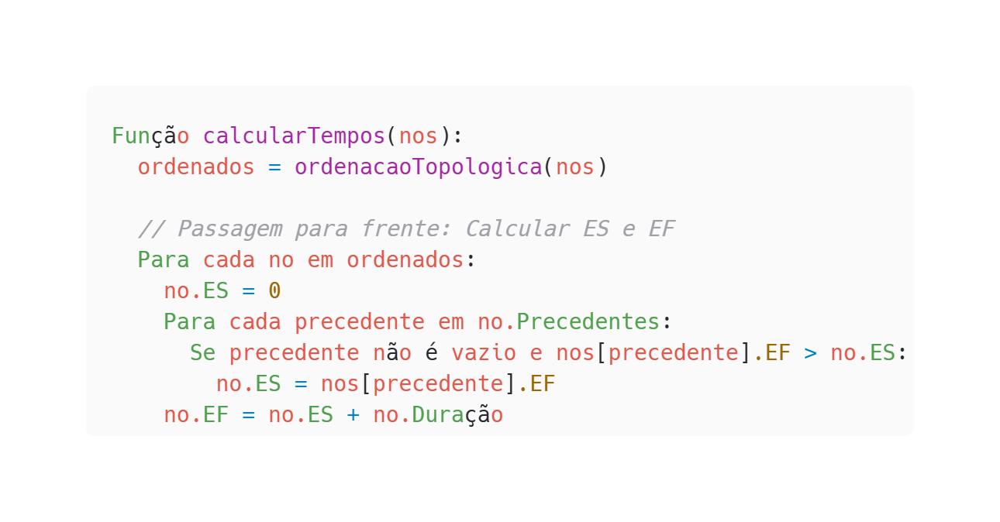 Função calcularTempos(nos):
  ordenados = ordenacaoTopologica(nos)

  // Passagem para frente: Calcular ES e EF
  Para cada no em ordenados:
    no.ES = 0
    Para cada precedente em no.Precedentes:
      Se precedente não é vazio e nos[precedente].EF > no.ES:
        no.ES = nos[precedente].EF
    no.EF = no.ES + no.Duração